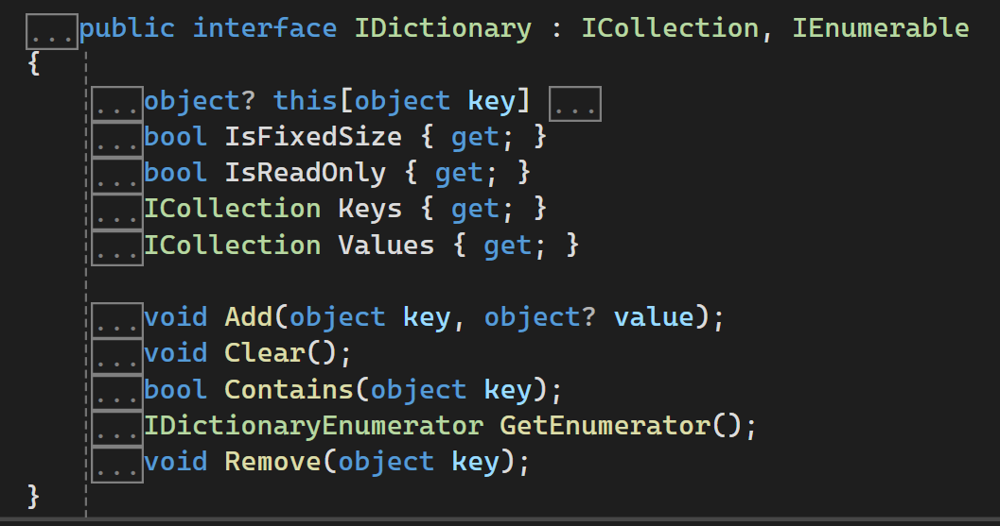 ...public interface IDictionary : ICollection, IEnumerable
{
...object? this[object key] ...
...bool IsFixedSize { get; }
...bool IsReadOnly { get; }
...ICollection Keys { get; }
...ICollection Values { get; }
...void Add(object key, object? value);
...void Clear();
...bool Contains(object key);
...IDictionaryEnumerator GetEnumerator();
...void Remove(object key);
}